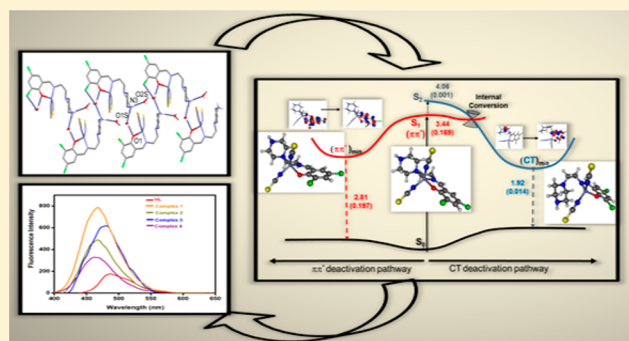 N3
O2S
O1S
O1
Fluorescence Intensity
800
600
400
200
0
HL
Complex 1
Complex 2
Complex 3
Complex 4
400 450 500 550 600 650
Wavelength (nm)
4.06
(0.001)
S₂
Internal
Conversion
S₁
(ππ*)
3.44
(0.169)
(ππ*)min
(CT)min
2.81
(0.197)
1.92
(0.014)
S₀
ππ* deactivation pathway
CT deactivation pathway